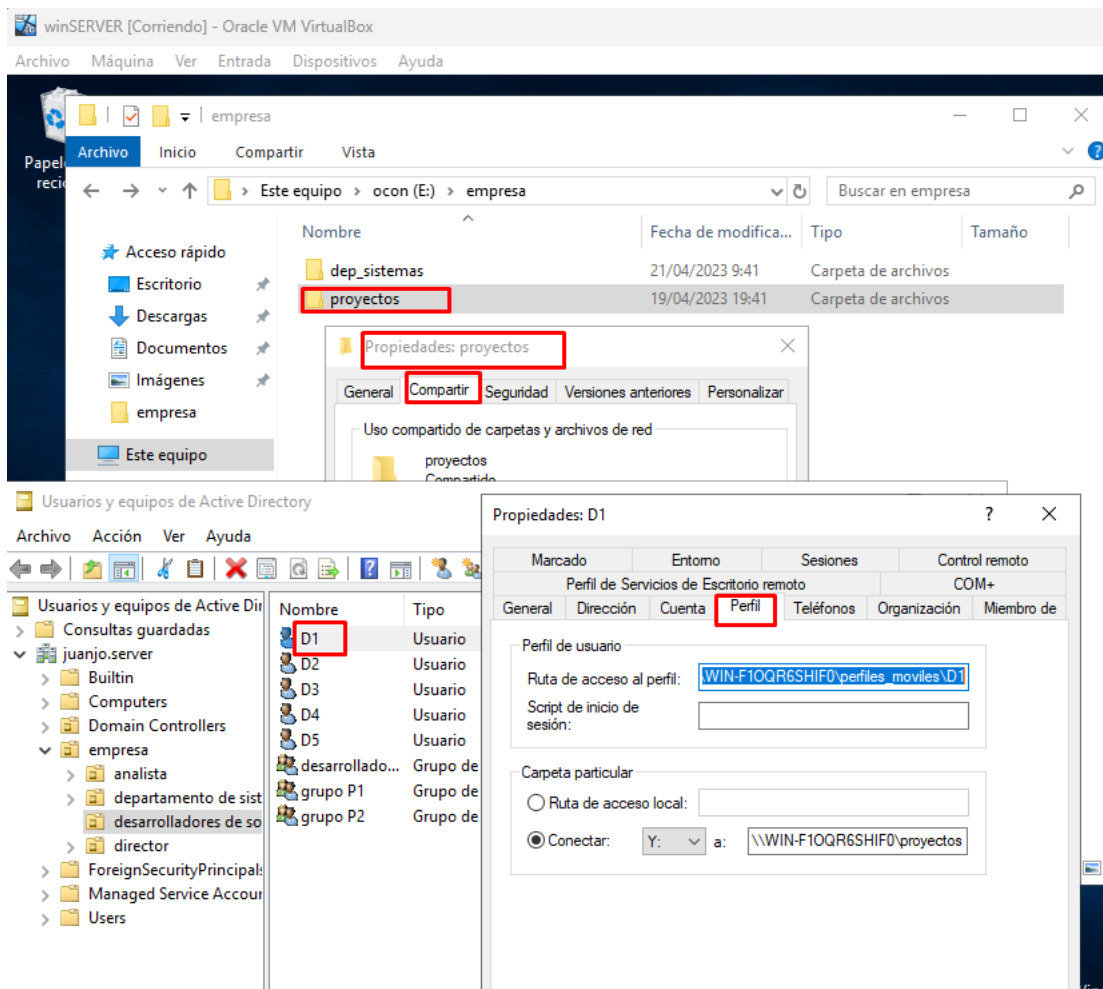 winSERVER [Corriendo] - Oracle VM VirtualBox
Archivo Máquina Ver Entrada Dispositivos Ayuda
empresa
Archivo Inicio Compartir Vista
Este equipo > ocon (E:) > empresa
Buscar en empresa
Nombre Fecha de modifica... Tipo Tamaño
Acceso rápido
Escritorio
Descargas
Documentos
Imágenes
empresa
Este equipo
dep_sistemas 21/04/2023 9:41 Carpeta de archivos
proyectos 19/04/2023 19:41 Carpeta de archivos
Propiedades: proyectos
General Compartir Seguridad Versiones anteriores Personalizar
Uso compartido de carpetas y archivos de red
proyectos
Compartido
Usuarios y equipos de Active Directory
Archivo Acción Ver Ayuda
Usuarios y equipos de Active Dir
Consultas guardadas
juanjo.server
Builtin
Computers
Domain Controllers
empresa
analista
departamento de sist
desarrolladores de so
director
ForeignSecurityPrincipal
Managed Service Accour
Users
Nombre Tipo
D1 Usuario
D2 Usuario
D3 Usuario
D4 Usuario
D5 Usuario
desarrollado... Grupo de
grupo P1 Grupo de
grupo P2 Grupo de
Propiedades: D1
Marcado Entorno Sesiones Control remoto
Perfil de Servicios de Escritorio remoto COM+
General Dirección Cuenta Perfil Teléfonos Organización Miembro de
Perfil de usuario
Ruta de acceso al perfil: \WIN-F1OQR6SHIF0\perfiles_moviles\D1
Script de inicio de
sesión:
Carpeta particular
Ruta de acceso local:
Conectar: Y: a: \\WIN-F1OQR6SHIF0\proyectos